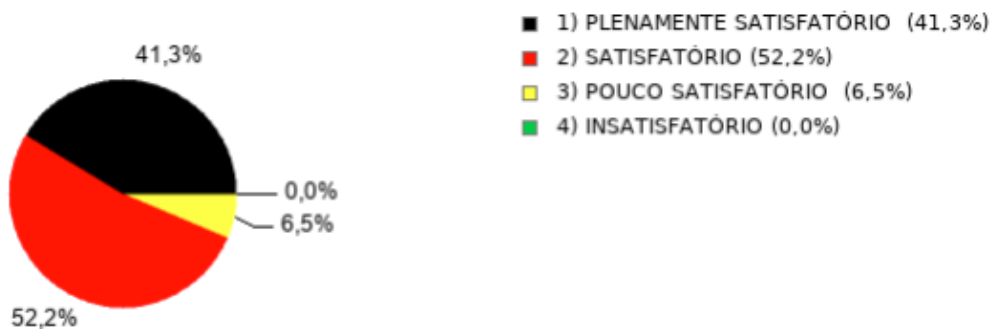 1) PLENAMENTE SATISFATÓRIO (41,3%)
2) SATISFATÓRIO (52,2%)
3) POUCO SATISFATÓRIO (6,5%)
4) INSATISFATÓRIO (0,0%)
41,3%
0,0%
6,5%
52,2%